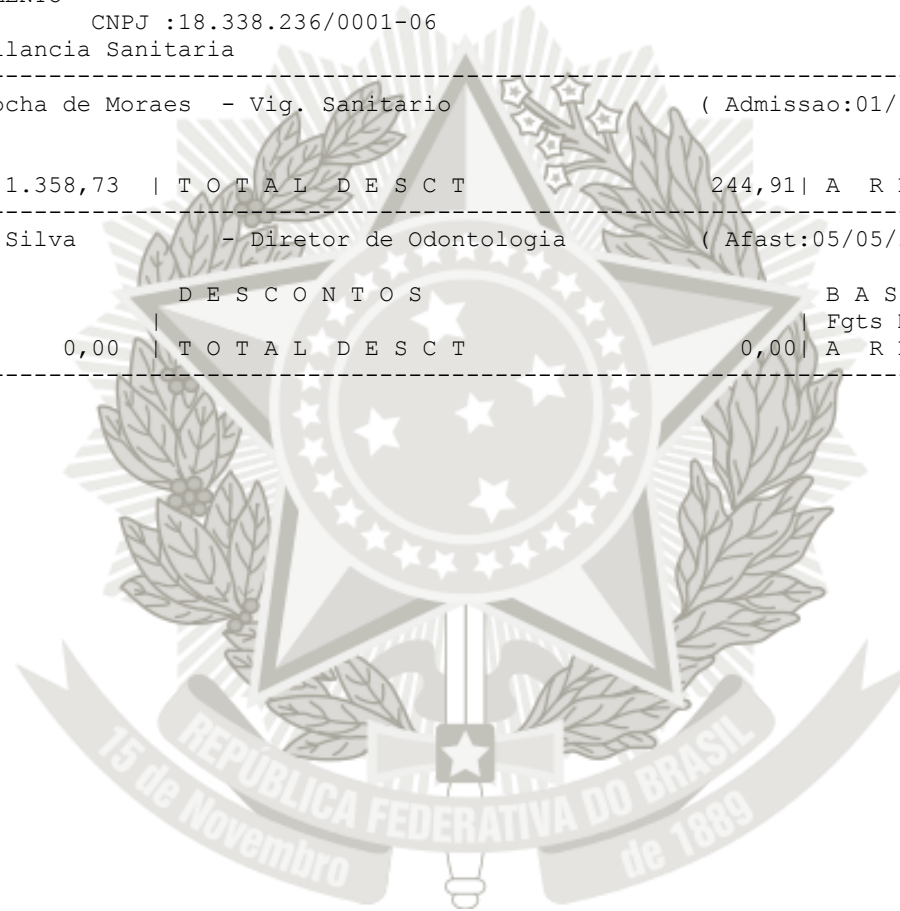 CNPJ :18.338.236/0001-06
ilancia Sanitaria
ocha de Moraes - Vig. Sanitario ( Admissao:01/
1.358,73 | T O T A L D E S C T 244,91| A R
Silva - Diretor de Odontologia ( Afast:05/05/
D E S C O N T O S B A S
| | Fgts
0,00 | T O T A L D E S C T 0,00| A R
REPÚBLICA FEDERATIVA DO BRASIL
15 de Novembro de 1889